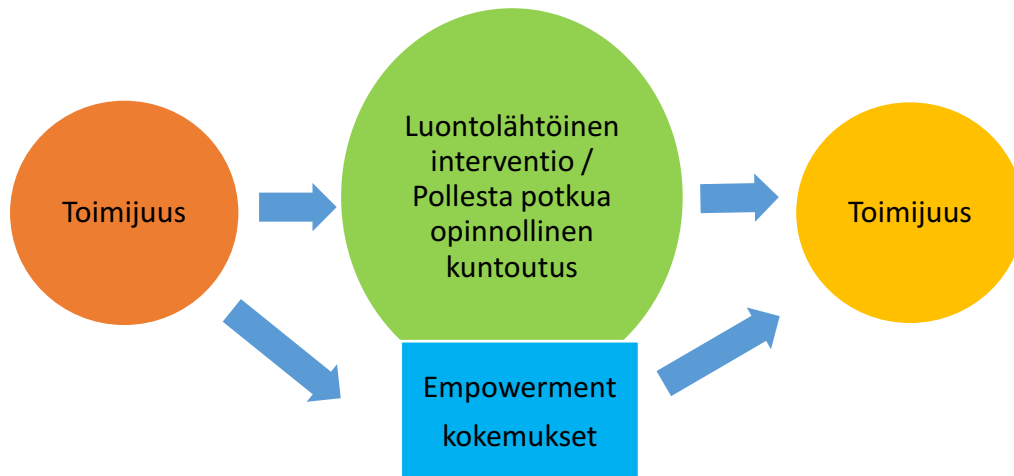 Toimijuus
Luontolähtöinen
interventio /
Pollesta potkua
opinnollinen
kuntoutus
Toimijuus
Empowerment
kokemukset